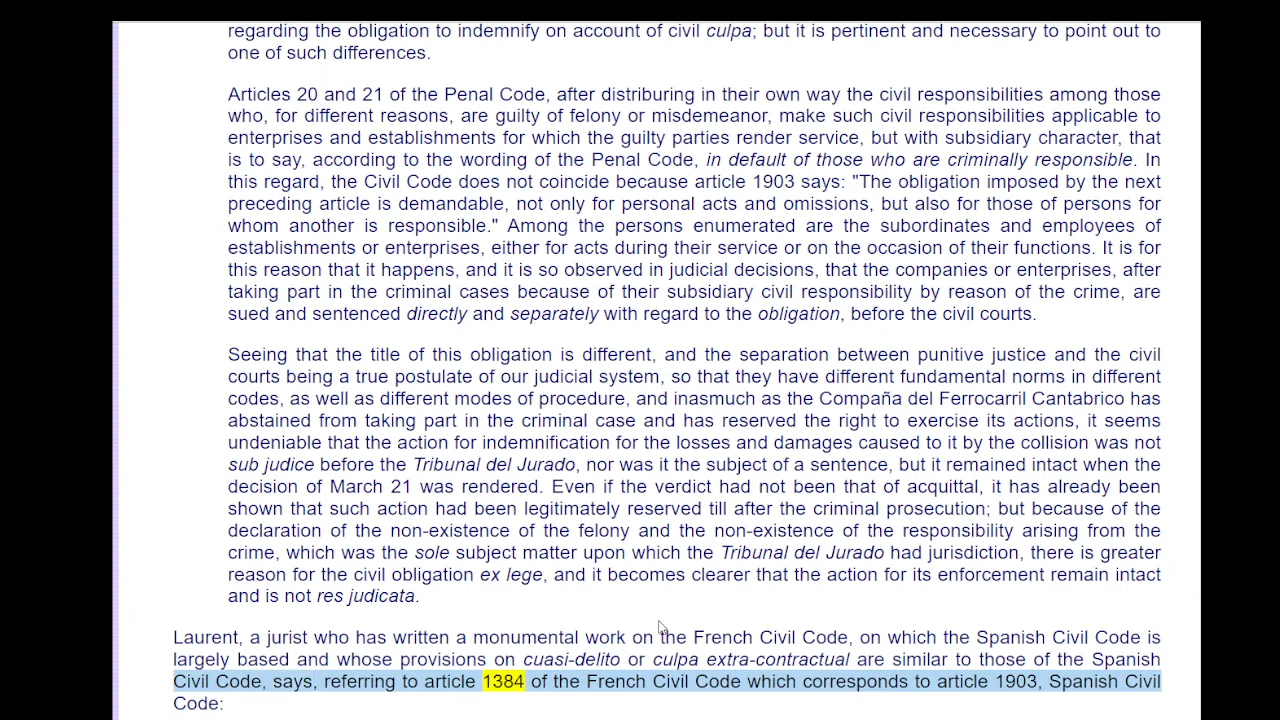 regarding the obligation to indemnify on account of civil culpa; but it is pertinent and necessary to point out to
one of such differences.
Articles 20 and 21 of the Penal Code, after distriburing in their own way the civil responsibilities among those
who, for different reasons, are guilty of felony or misdemeanor, make such civil responsibilities applicable to
enterprises and establishments for which the guilty parties render service, but with subsidiary character, that
is to say, according to the wording of the Penal Code, in default of those who are criminally responsible. In
this regard, the Civil Code does not coincide because article 1903 says: "The obligation imposed by the next
preceding article is demandable, not only for personal acts and omissions, but also for those of persons for
whom another is responsible." Among the persons enumerated are the subordinates and employees of
establishments or enterprises, either for acts during their service or on the occasion of their functions. It is for
this reason that it happens, and it is so observed in judicial decisions, that the companies or enterprises, after
taking part in the criminal cases because of their subsidiary civil responsibility by reason of the crime, are
sued and sentenced directly and separately with regard to the obligation, before the civil courts.
Seeing that the title of this obligation is different, and the separation between punitive justice and the civil
courts being a true postulate of our judicial system, so that they have different fundamental norms in different
codes, as well as different modes of procedure, and inasmuch as the Compaña del Ferrocarril Cantabrico has
abstained from taking part in the criminal case and has reserved the right to exercise its actions, it seems
undeniable that the action for indemnification for the losses and damages caused to it by the collision was not
sub judice before the Tribunal del Jurado, nor was it the subject of a sentence, but it remained intact when the
decision of March 21 was rendered. Even if the verdict had not been that of acquittal, it has already been
shown that such action had been legitimately reserved till after the criminal prosecution; but because of the
declaration of the non-existence of the felony and the non-existence of the responsibility arising from the
crime, which was the sole subject matter upon which the Tribunal del Jurado had jurisdiction, there is greater
reason for the civil obligation ex lege, and it becomes clearer that the action for its enforcement remain intact
and is not res judicata.
Laurent, a jurist who has written a monumental work on the French Civil Code, on which the Spanish Civil Code is
largely based and whose provisions on cuasi-delito or culpa extra-contractual are similar to those of the Spanish
Civil Code, says, referring to article 1384 of the French Civil Code which corresponds to article 1903, Spanish Civil
Code: